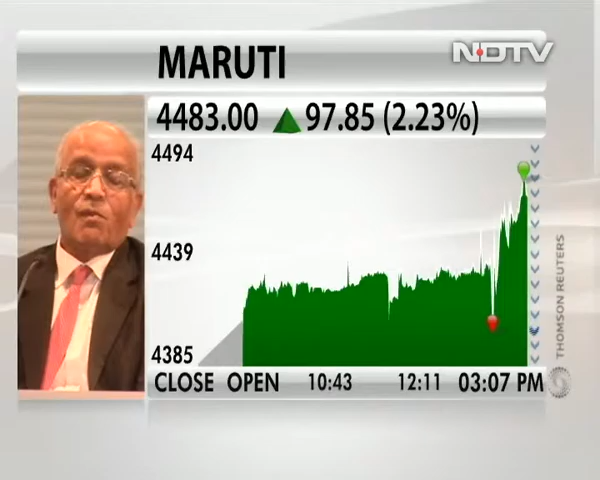 MARUTI
NDTV
4483.00 ▲ 97.85 (2.23%)
4494
4439
4385
CLOSE OPEN 10:43 12:11 03:07 PM
THOMSON REUTERS